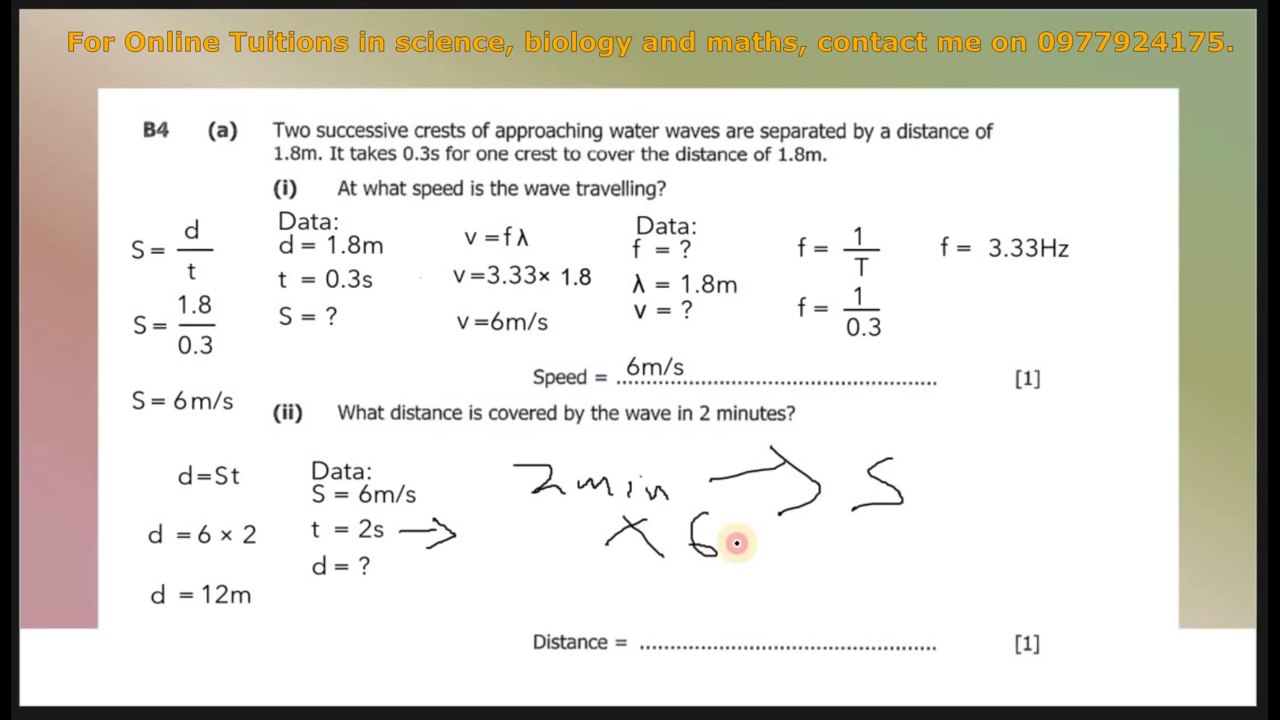 For Online Tuitions in science, biology and maths, contact me on 0977924175.
B4 (a) Two successive crests of approaching water waves are separated by a distance of
1.8m. It takes 0.3s for one crest to cover the distance of 1.8m.
(i) At what speed is the wave travelling?
S = d/t
S = 1.8/0.3
S = 6m/s
Data:
d = 1.8m
t = 0.3s
S = ?
v =fλ
v=3.33× 1.8
v=6m/s
Data:
f = ?
λ = 1.8m
v = ?
f = 1/T
f = 1/0.3
f = 3.33Hz
Speed = 6m/s [1]
(ii) What distance is covered by the wave in 2 minutes?
d=St
d = 6 × 2
d = 12m
Data:
S = 6m/s
t = 2s →
d = ?
2min → S
× 6
Distance = [1]